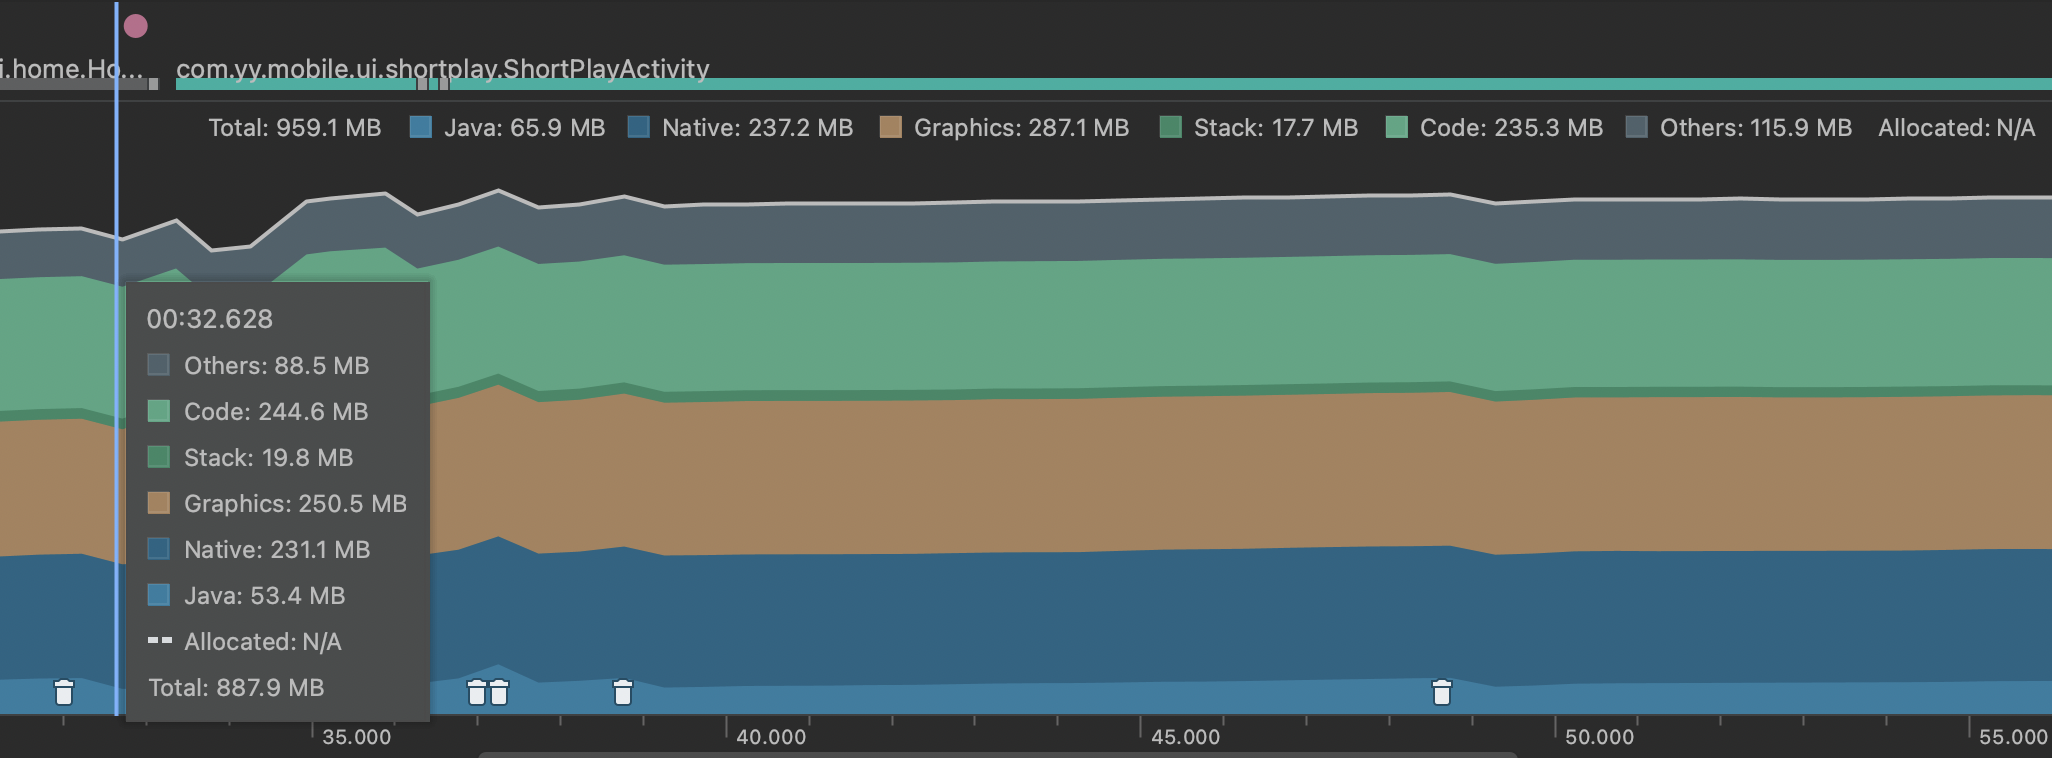 i.home.Ho... com.yy.mobile.ui.shortplay.ShortPlayActivity
Total: 959.1 MB Java: 65.9 MB Native: 237.2 MB Graphics: 287.1 MB Stack: 17.7 MB Code: 235.3 MB Others: 115.9 MB Allocated: N/A
00:32.628
Others: 88.5 MB
Code: 244.6 MB
Stack: 19.8 MB
Graphics: 250.5 MB
Native: 231.1 MB
Java: 53.4 MB
Allocated: N/A
Total: 887.9 MB
35.000 40.000 45.000 50.000 55.000